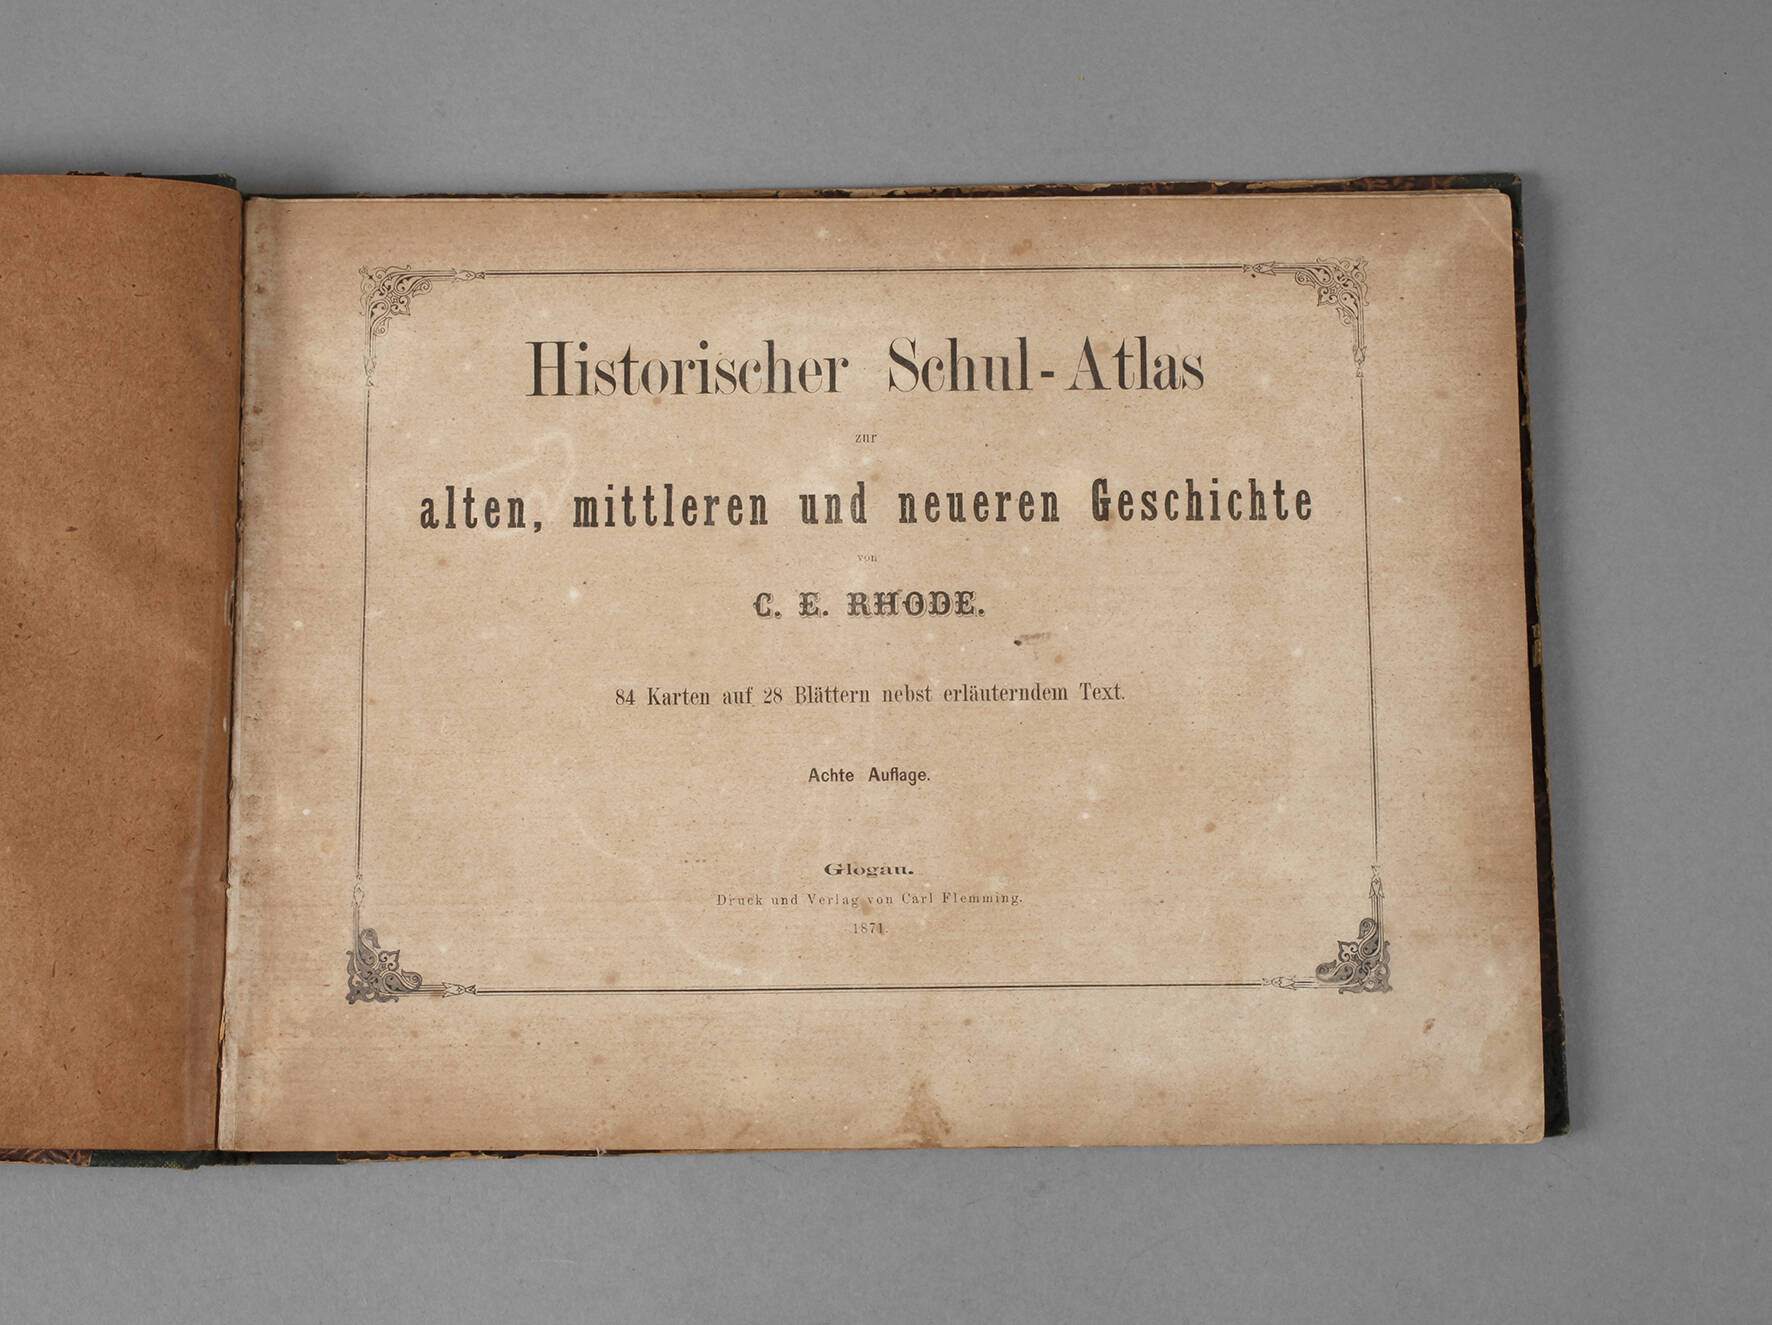 Historischer Schul-Atlas
zur
alten, mittleren und neueren Geschichte
von
C. E. RHODE.
84 Karten auf 28 Blättern nebst erläuterndem Text.
Achte Auflage.
Glogau.
Druck und Verlag von Carl Flemming.
1871.